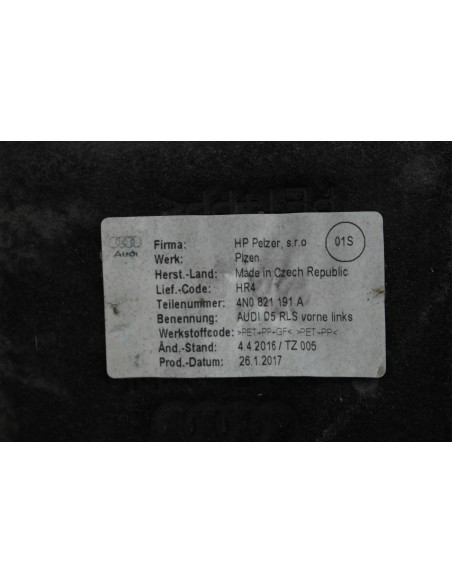 Audi
01S
Firma: HP Pelzer, s.r.o
Werk: Plzen
Herst.-Land: Made in Czech Republic
Lief.-Code: HR4
Teilenummer: 4N0 821 191 A
Benennung: AUDI D5 RLS vorne links
Werkstoffcode: >PET+PP+GF<,>PET+PP<
Änd.-Stand: 4.4.2016 / TZ 005
Prod.-Datum: 26.1.2017